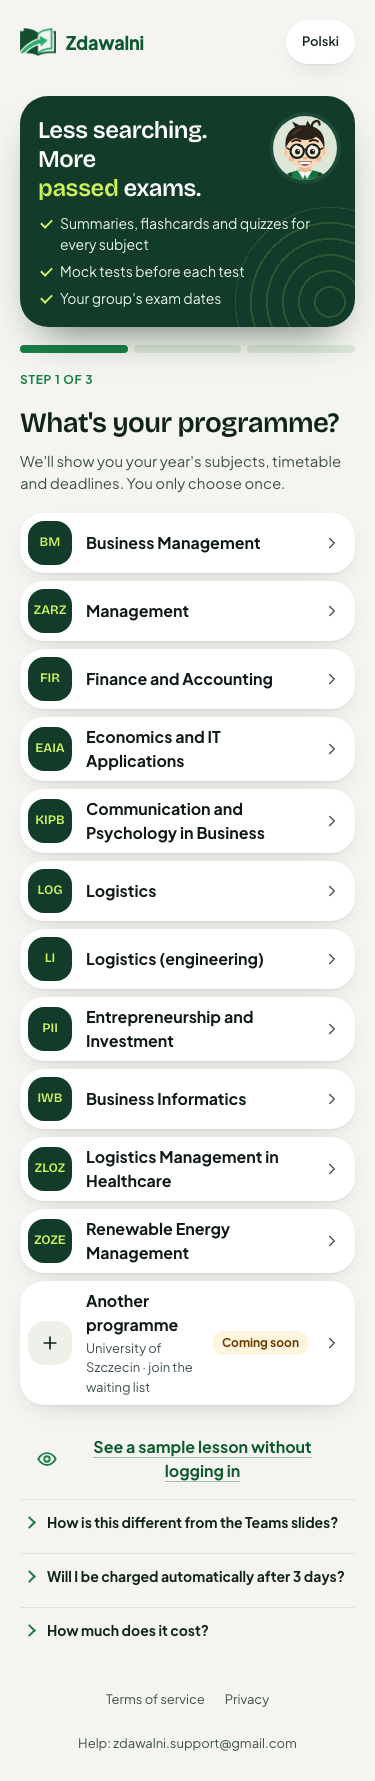 Zdawalni
Polski
Less searching.
More
passed exams.
Summaries, flashcards and quizzes for
every subject
Mock tests before each test
Your group's exam dates
STEP 1 OF 3
What's your programme?
We'll show you your year's subjects, timetable
and deadlines. You only choose once.
BM
Business Management
ZARZ
Management
FIR
Finance and Accounting
EAIA
Economics and IT
Applications
KIPB
Communication and
Psychology in Business
LOG
Logistics
LI
Logistics (engineering)
PII
Entrepreneurship and
Investment
IWB
Business Informatics
ZLOZ
Logistics Management in
Healthcare
ZOZE
Renewable Energy
Management
Another
programme
University of
Szczecin · join the
waiting list
Coming soon
See a sample lesson without
logging in
How is this different from the Teams slides?
Will I be charged automatically after 3 days?
How much does it cost?
Terms of service Privacy
Help: zdawalni.support@gmail.com